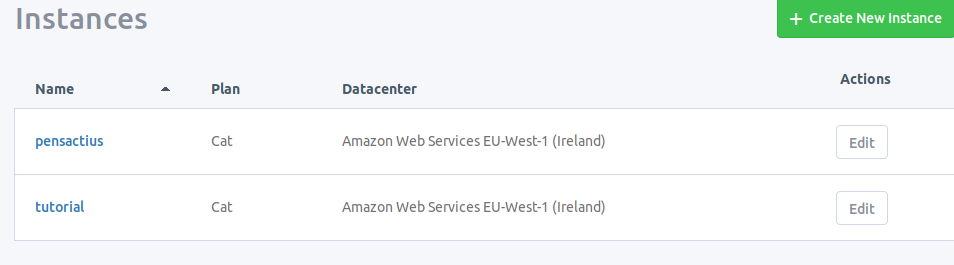 Instances
+ Create New Instance
Name Plan Datacenter Actions
pensactius Cat Amazon Web Services EU-West-1 (Ireland) Edit
tutorial Cat Amazon Web Services EU-West-1 (Ireland) Edit